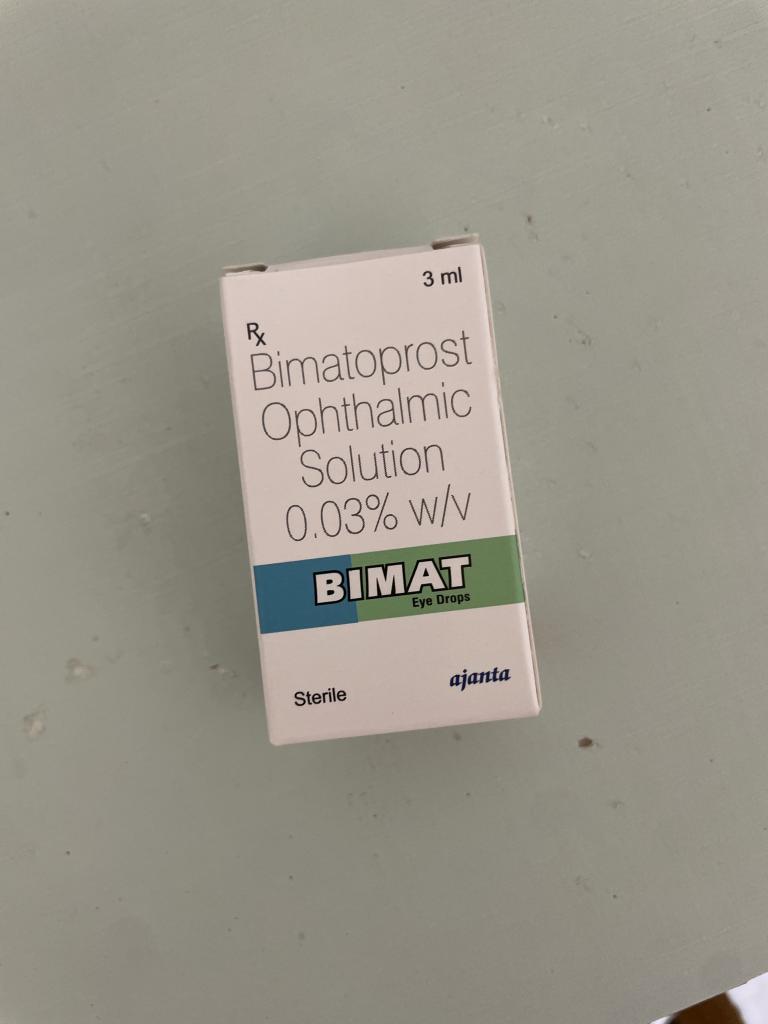 3 ml
Rx
Bimatoprost
Ophthalmic
Solution
0.03% w/v
BIMAT
Eye Drops
Sterile
ajanta